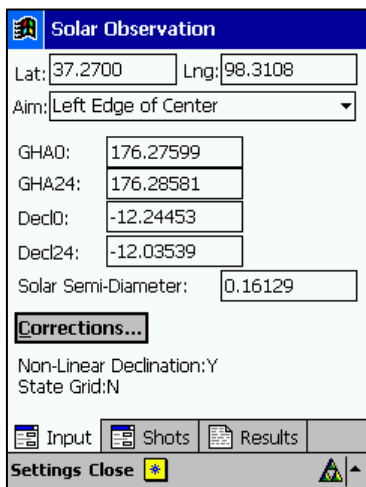 Solar Observation
Lat: 37.2700 Lng: 98.3108
Aim: Left Edge of Center
GHA0: 176.27599
GHA24: 176.28581
Decl0: -12.24453
Decl24: -12.03539
Solar Semi-Diameter: 0.16129
Corrections...
Non-Linear Declination:Y
State Grid:N
Input Shots Results
Settings Close